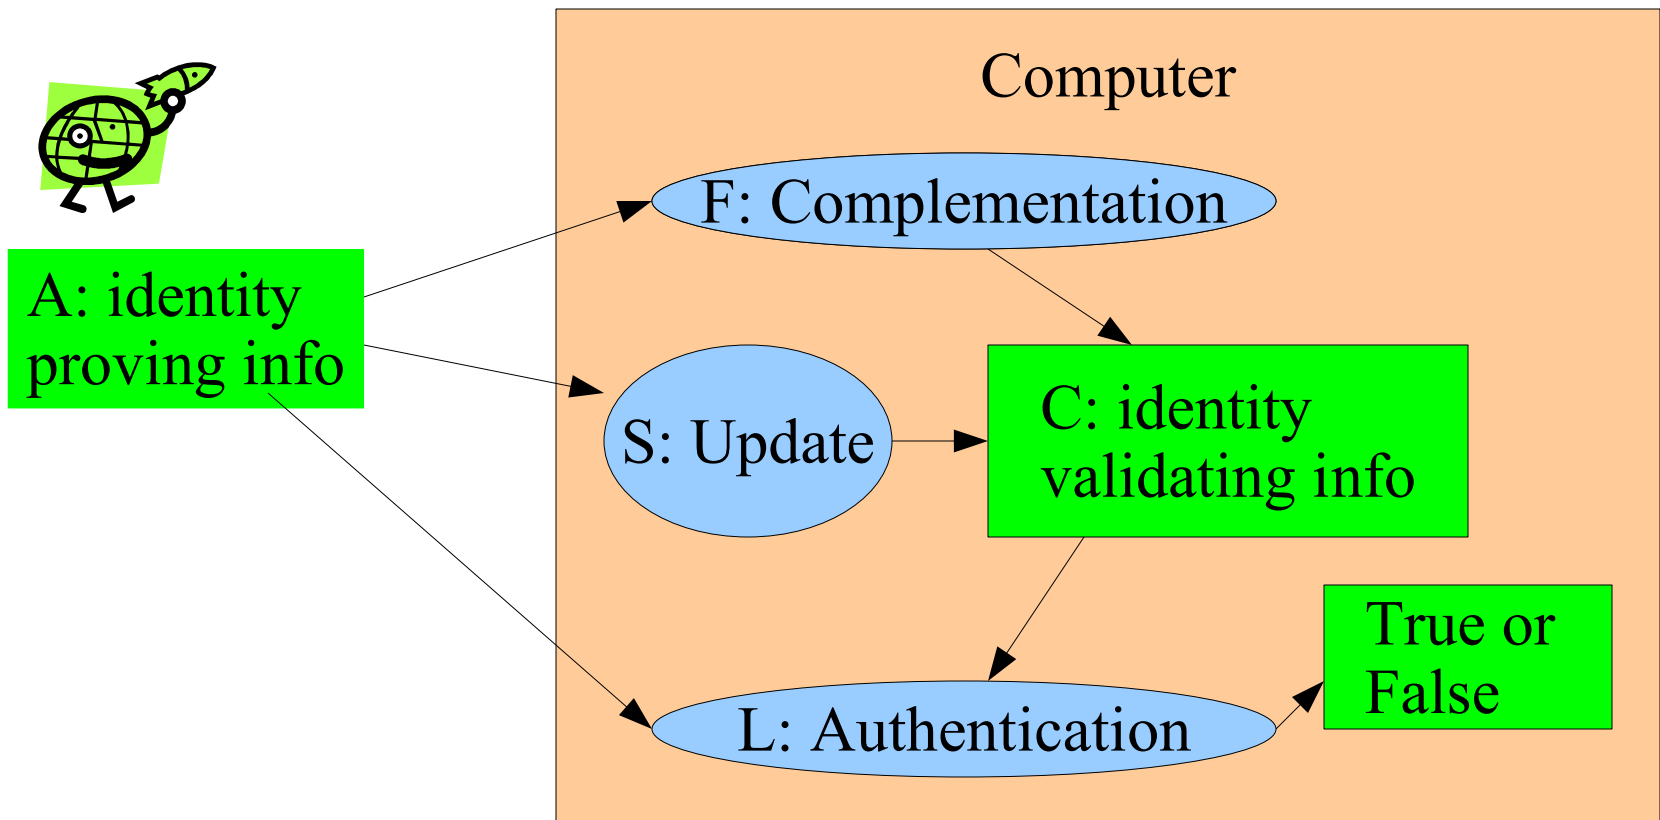 Computer
F: Complementation
A: identity
proving info
S: Update
C: identity
validating info
L: Authentication
True or
False